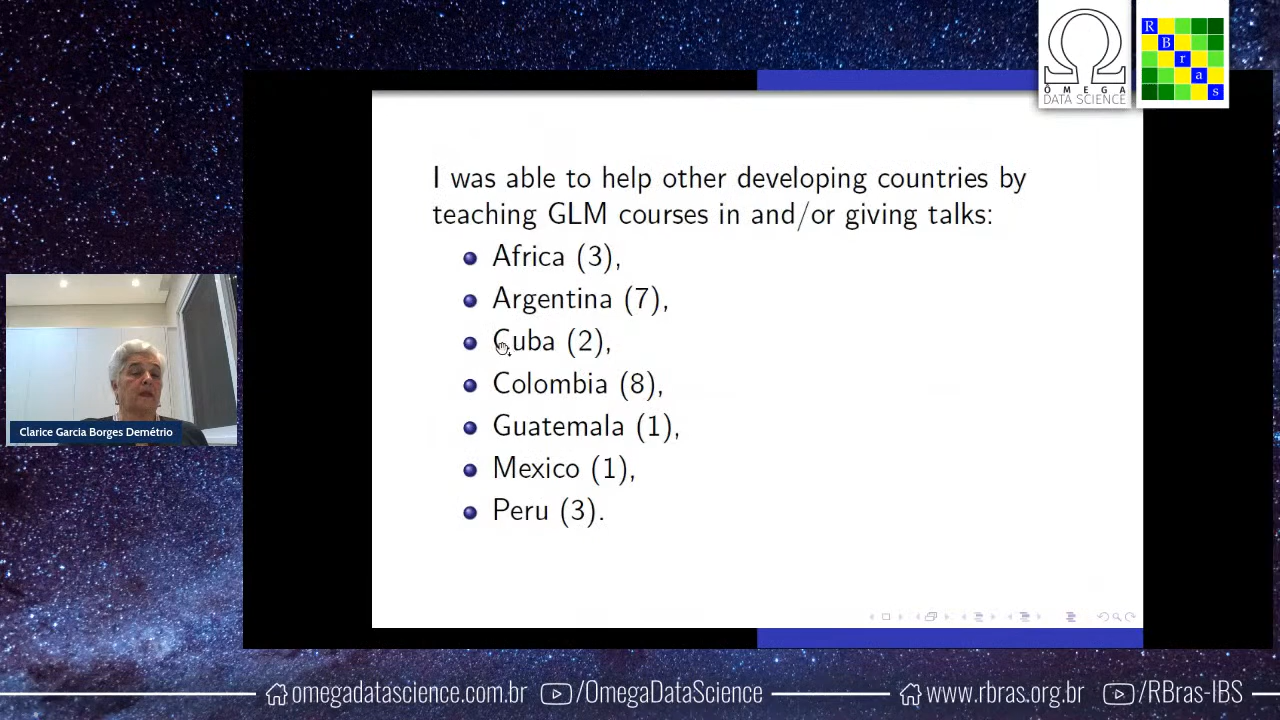 Ω
OMEGA
DATA SCIENCE
R
B
r
a
s
I was able to help other developing countries by
teaching GLM courses in and/or giving talks:
Africa (3),
Argentina (7),
Cuba (2),
Colombia (8),
Guatemala (1),
Mexico (1),
Peru (3).
Clarice Garcia Borges Demétrio
omegadatascience.com.br /OmegaDataScience www.rbras.org.br /RBras-IBS